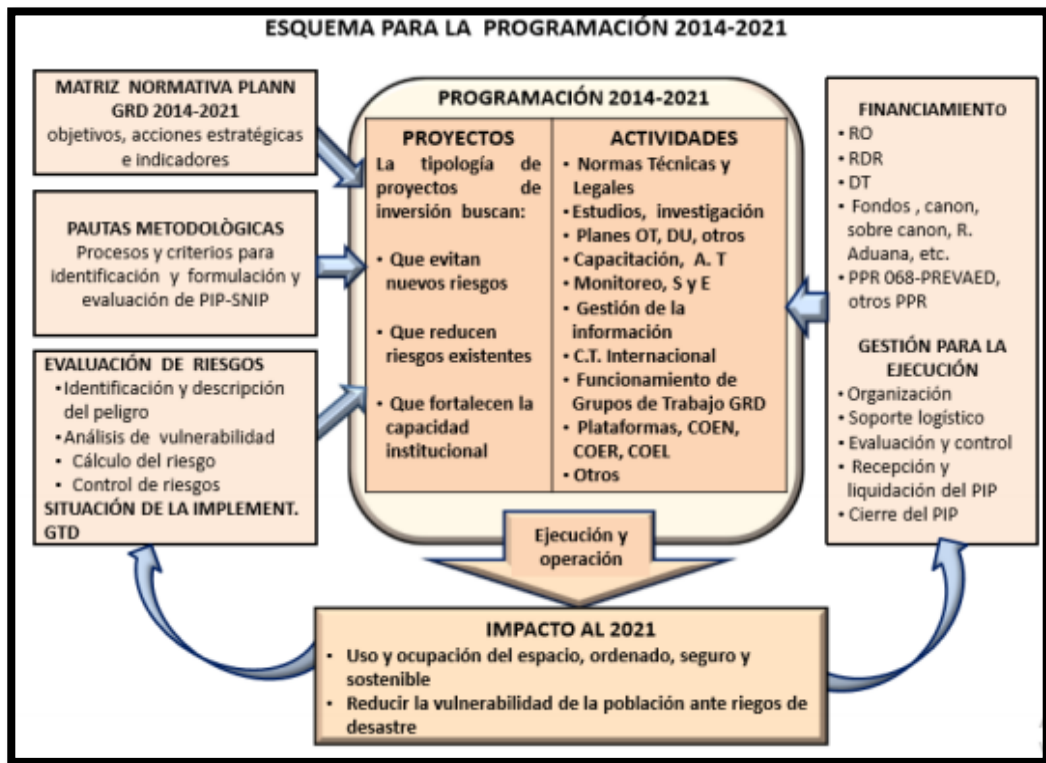 ESQUEMA PARA LA PROGRAMACIÓN 2014-2021
MATRIZ NORMATIVA PLANN
GRD 2014-2021
objetivos, acciones estratégicas
e indicadores
PAUTAS METODOLÒGICAS
Procesos y criterios para
identificación y formulación y
evaluación de PIP-SNIP
EVALUACIÓN DE RIESGOS
•Identificación y descripción
del peligro
•Análisis de vulnerabilidad
• Cálculo del riesgo
• Control de riesgos
SITUACIÓN DE LA IMPLEMENT.
GTD
PROGRAMACIÓN 2014-2021
PROYECTOS
La tipología de
proyectos de
inversión buscan:
• Que evitan
nuevos riesgos
• Que reducen
riesgos existentes
• Que fortalecen la
capacidad
institucional
ACTIVIDADES
• Normas Técnicas y
Legales
•Estudios, investigación
• Planes OT, DU, otros
• Capacitación, A. T
• Monitoreo, S y E
• Gestión de la
información
• C.T. Internacional
• Funcionamiento de
Grupos de Trabajo GRD
• Plataformas, COEN,
COER, COEL
• Otros
FINANCIAMIENTO
• RO
• RDR
• DT
• Fondos , canon,
sobre canon, R.
Aduana, etc.
• PPR 068-PREVAED,
otros PPR
GESTIÓN PARA LA
EJECUCIÓN
• Organización
• Soporte logístico
• Evaluación y control
• Recepción y
liquidación del PIP
• Cierre del PIP
Ejecución y
operación
IMPACTO AL 2021
• Uso y ocupación del espacio, ordenado, seguro y
sostenible
• Reducir la vulnerabilidad de la población ante riegos de
desastre